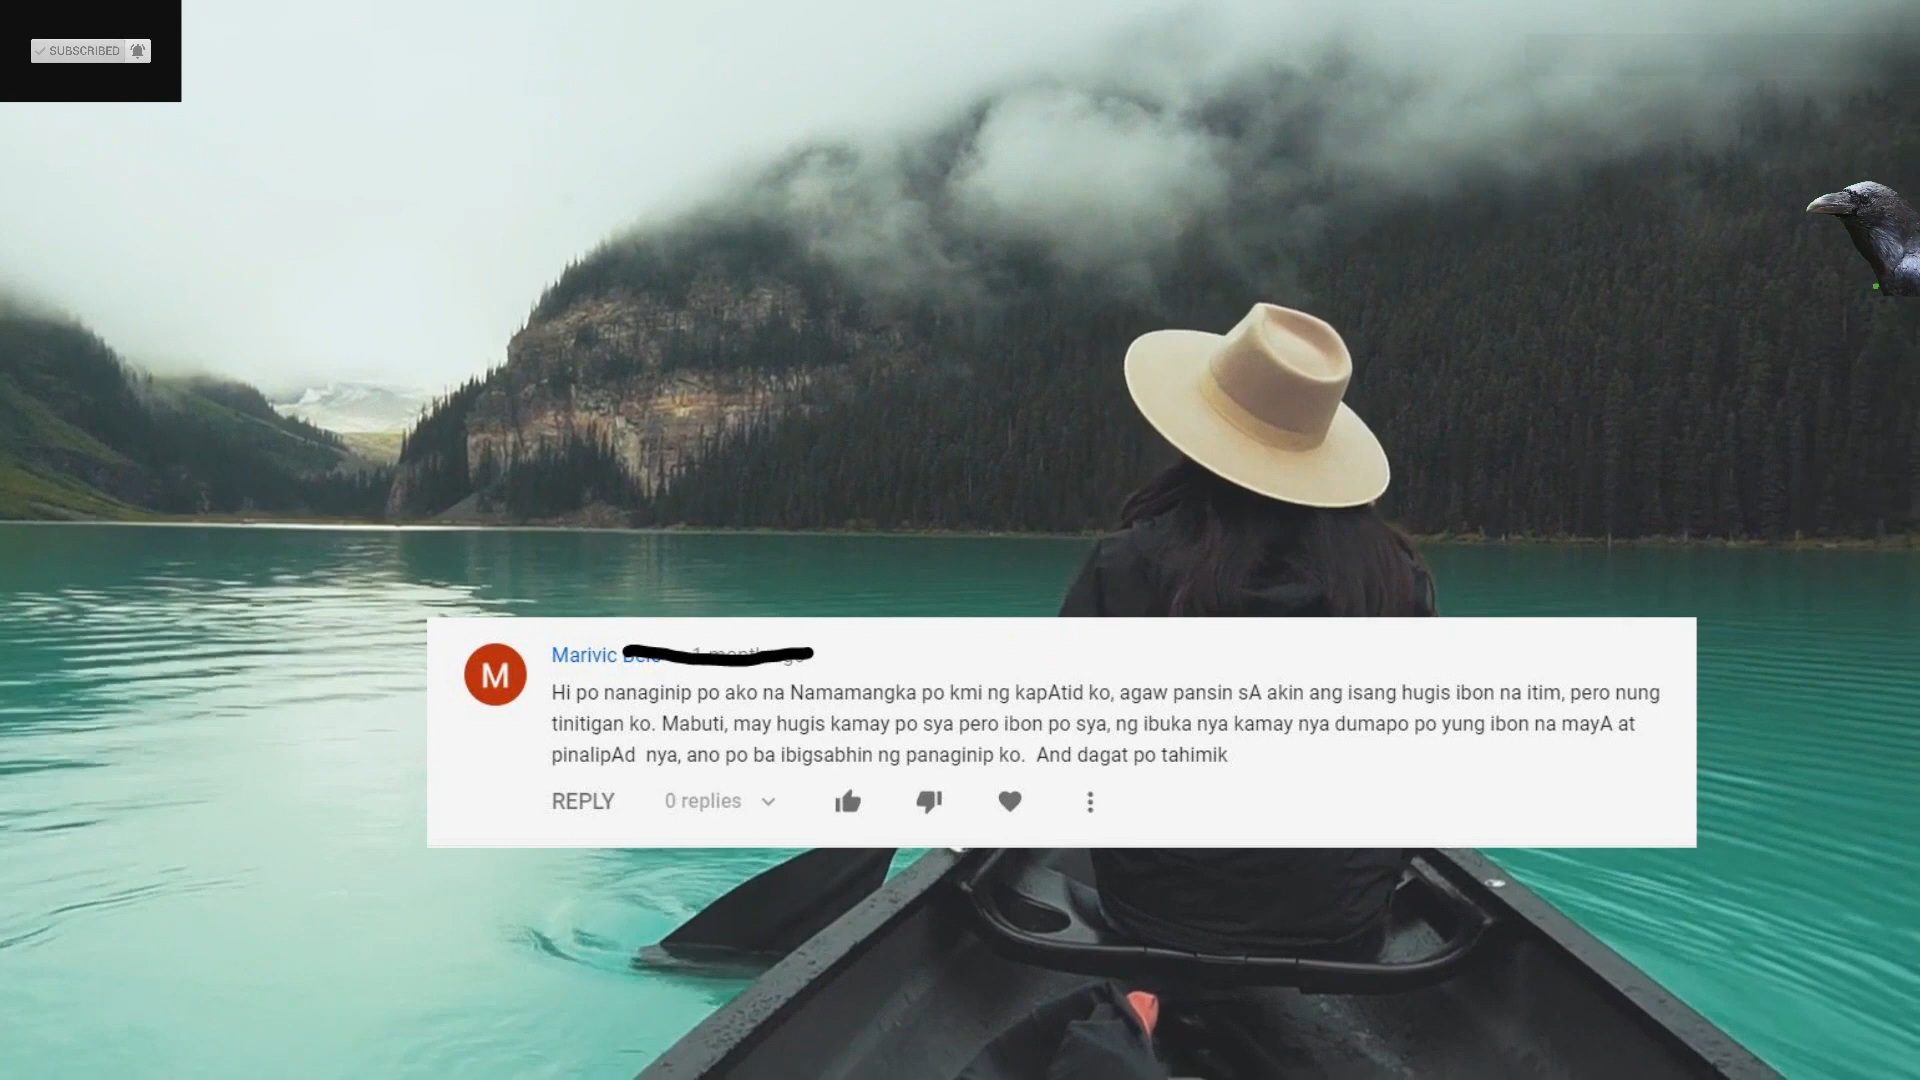 SUBSCRIBED
M
Marivic
Hi po nanaginip po ako na Namamangka po kmi ng kapAtid ko, agaw pansin sA akin ang isang hugis ibon na itim, pero nung
tinitigan ko. Mabuti, may hugis kamay po sya pero ibon po sya, ng ibuka nya kamay nya dumapo po yung ibon na mayA at
pinalipAd nya, ano po ba ibigsabhin ng panaginip ko. And dagat po tahimik
REPLY 0 replies